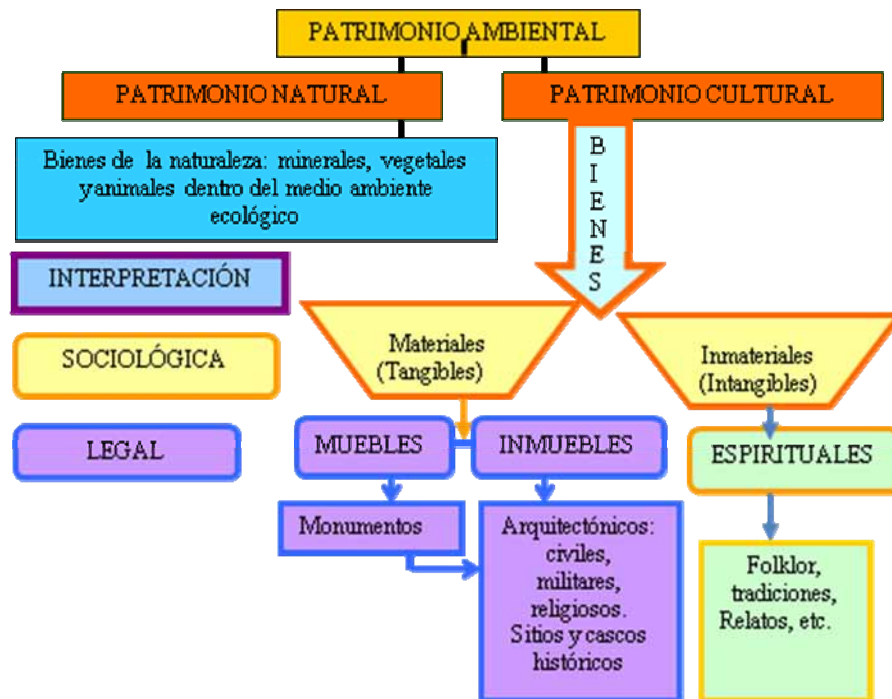 PATRIMONIO AMBIENTAL
PATRIMONIO NATURAL
PATRIMONIO CULTURAL
Bienes de la naturaleza: minerales, vegetales
yanimales dentro del medio ambiente
ecológico
B
I
E
N
E
S
INTERPRETACIÓN
SOCIOLÓGICA
LEGAL
Materiales
(Tangibles)
Inmateriales
(Intangibles)
MUEBLES
INMUEBLES
ESPIRITUALES
Monumentos
Arquitectónicos:
civiles,
militares,
religiosos.
Sitios y cascos
históricos
Folklor,
tradiciones,
Relatos, etc.